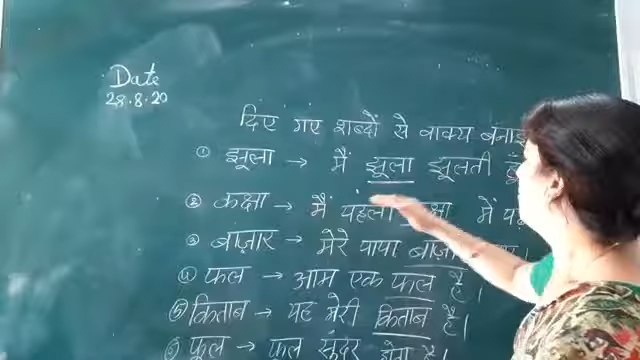 Date
28.8.20
दिए गए शब्दों से वाक्य
① झूला → मैं झूला झूलती
② कक्षा → मैं पहली में
③ बाज़ार → मेरे पापा
④ फल → आम एक फल है।
⑤ किताब → यह मेरी किताब है।
⑥ फूल → फूल सुंदर होता है।